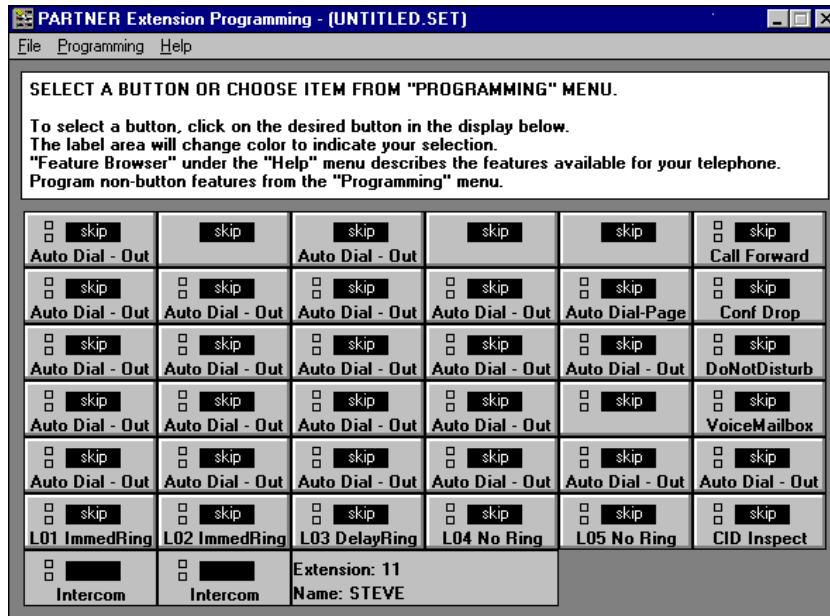 PARTNER Extension Programming - (UNTITLED.SET)
File Programming Help
SELECT A BUTTON OR CHOOSE ITEM FROM "PROGRAMMING" MENU.
To select a button, click on the desired button in the display below.
The label area will change color to indicate your selection.
"Feature Browser" under the "Help" menu describes the features available for your telephone.
Program non-button features from the "Programming" menu.
skip skip skip skip skip skip
Auto Dial - Out Auto Dial - Out Call Forward
skip skip skip skip skip skip
Auto Dial - Out Auto Dial - Out Auto Dial - Out Auto Dial - Out Auto Dial-Page Conf Drop
skip skip skip skip skip skip
Auto Dial - Out Auto Dial - Out Auto Dial - Out Auto Dial - Out Auto Dial - Out DoNotDisturb
skip skip skip skip skip skip
Auto Dial - Out Auto Dial - Out Auto Dial - Out Auto Dial - Out VoiceMailbox
skip skip skip skip skip skip
Auto Dial - Out Auto Dial - Out Auto Dial - Out Auto Dial - Out Auto Dial - Out Auto Dial - Out
skip skip skip skip skip skip
L01 ImmedRing L02 ImmedRing L03 DelayRing L04 No Ring L05 No Ring CID Inspect
Extension: 11
Intercom Intercom Name: STEVE